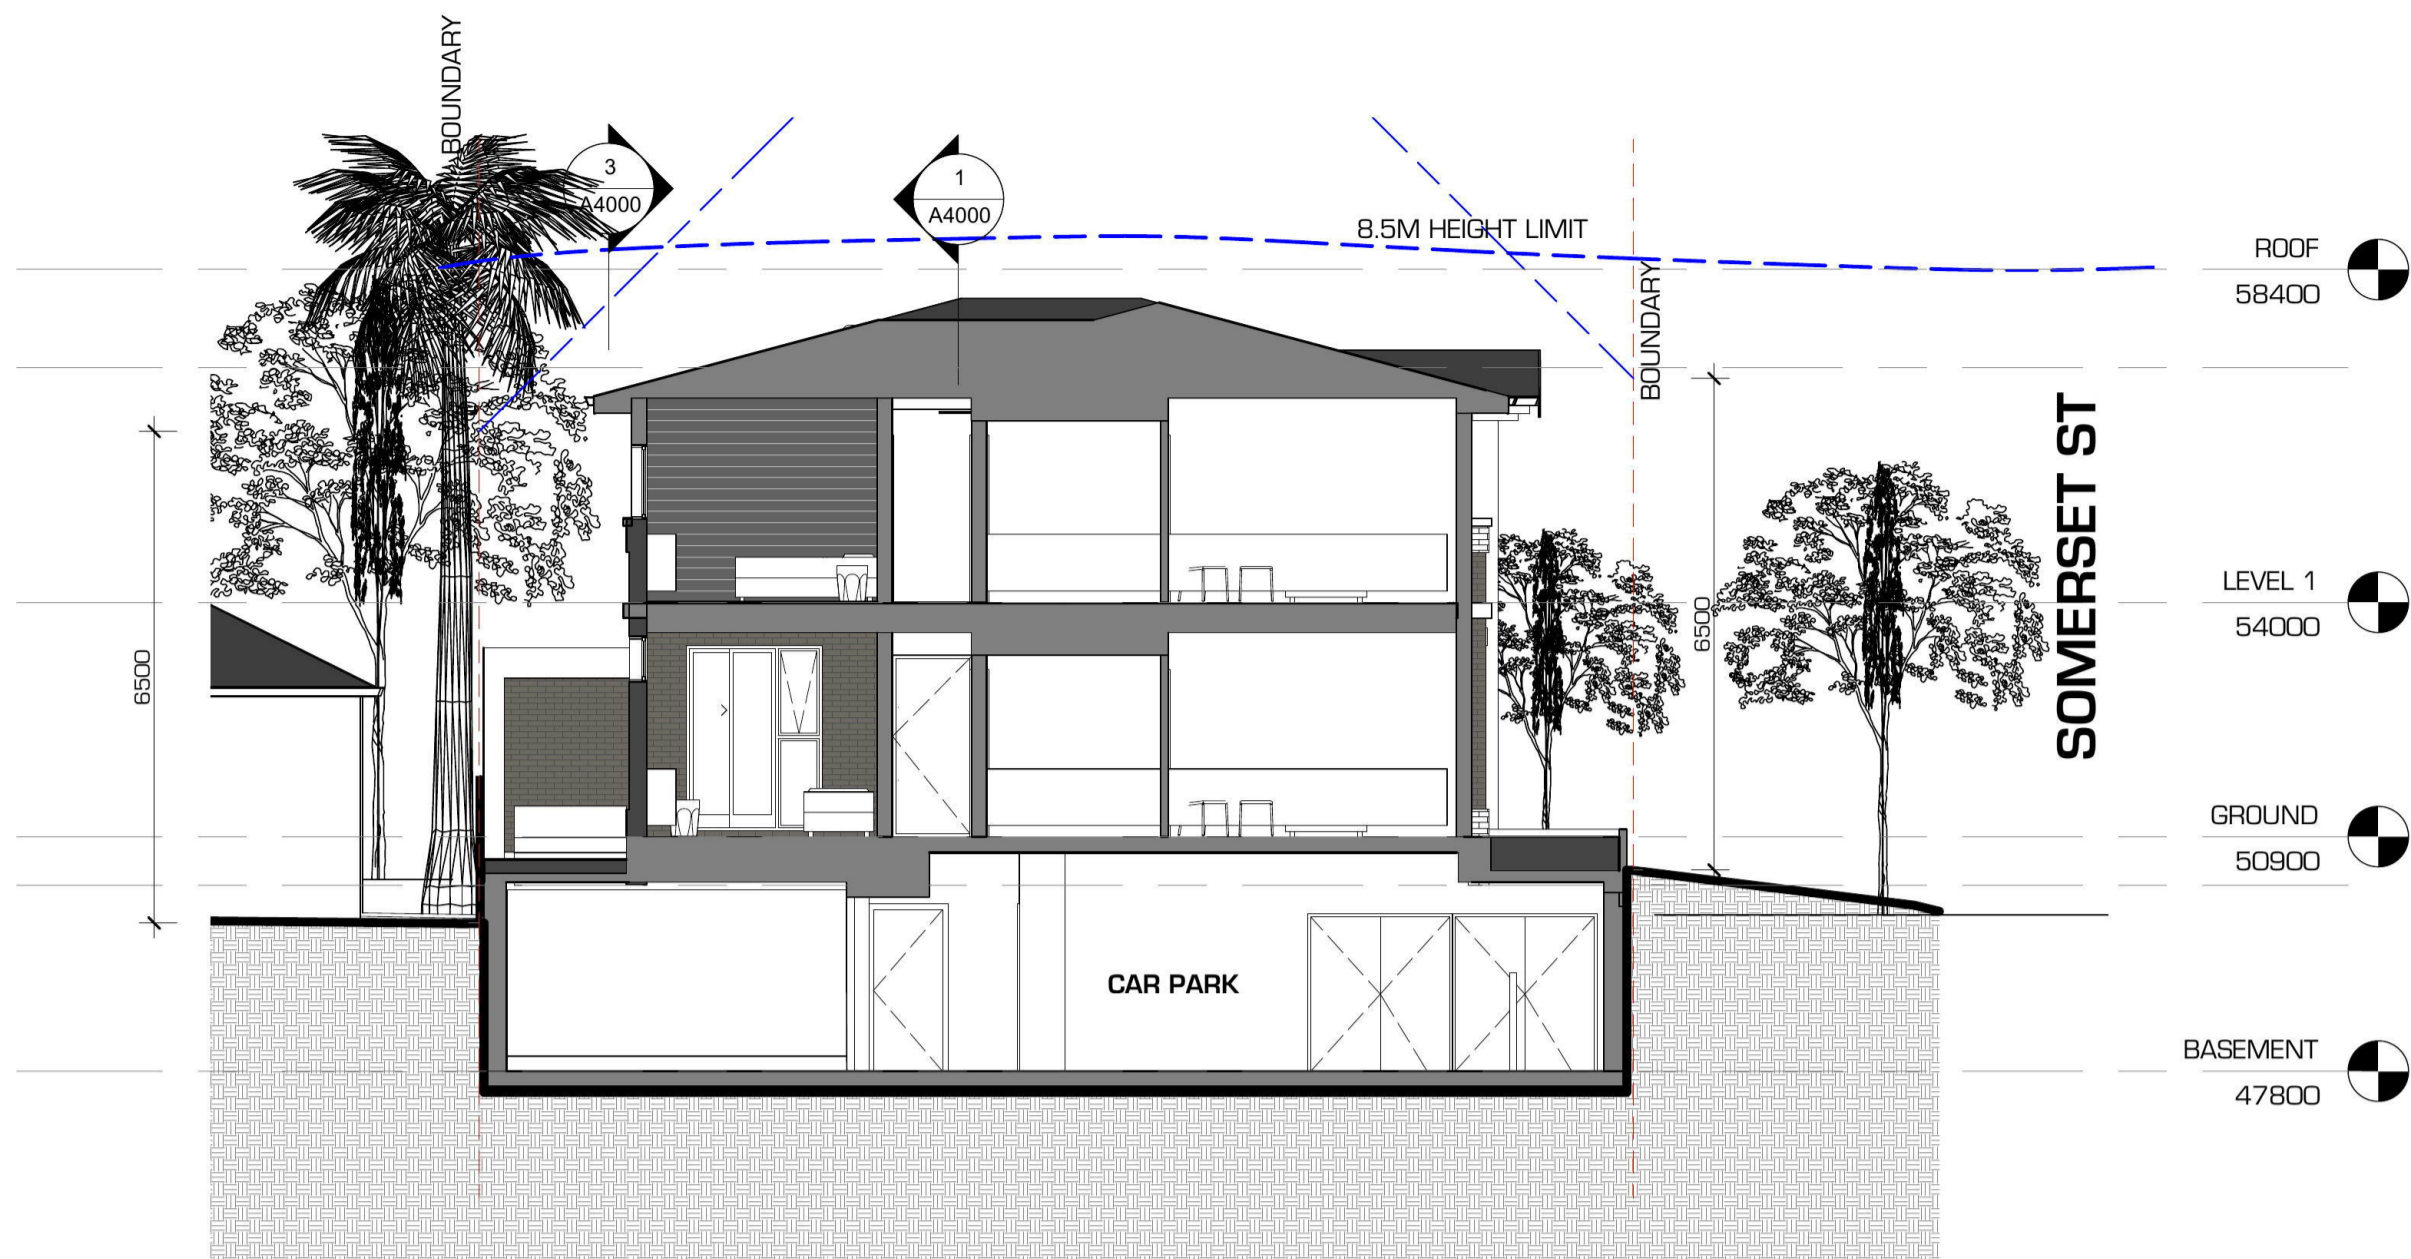 BOUNDARY
3
A4000
1
A4000
8.5M HEIGHT LIMIT
BOUNDARY
ROOF
58400
SOMERSET ST
LEVEL 1
54000
6500
6500
GROUND
50900
CAR PARK
BASEMENT
47800